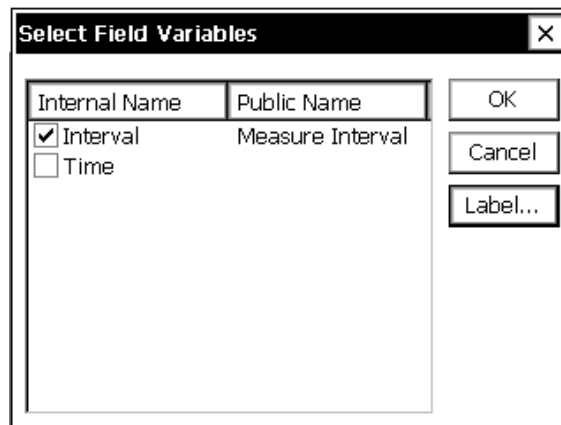 Select Field Variables
Internal Name Public Name
Interval Measure Interval
Time
OK
Cancel
Label...